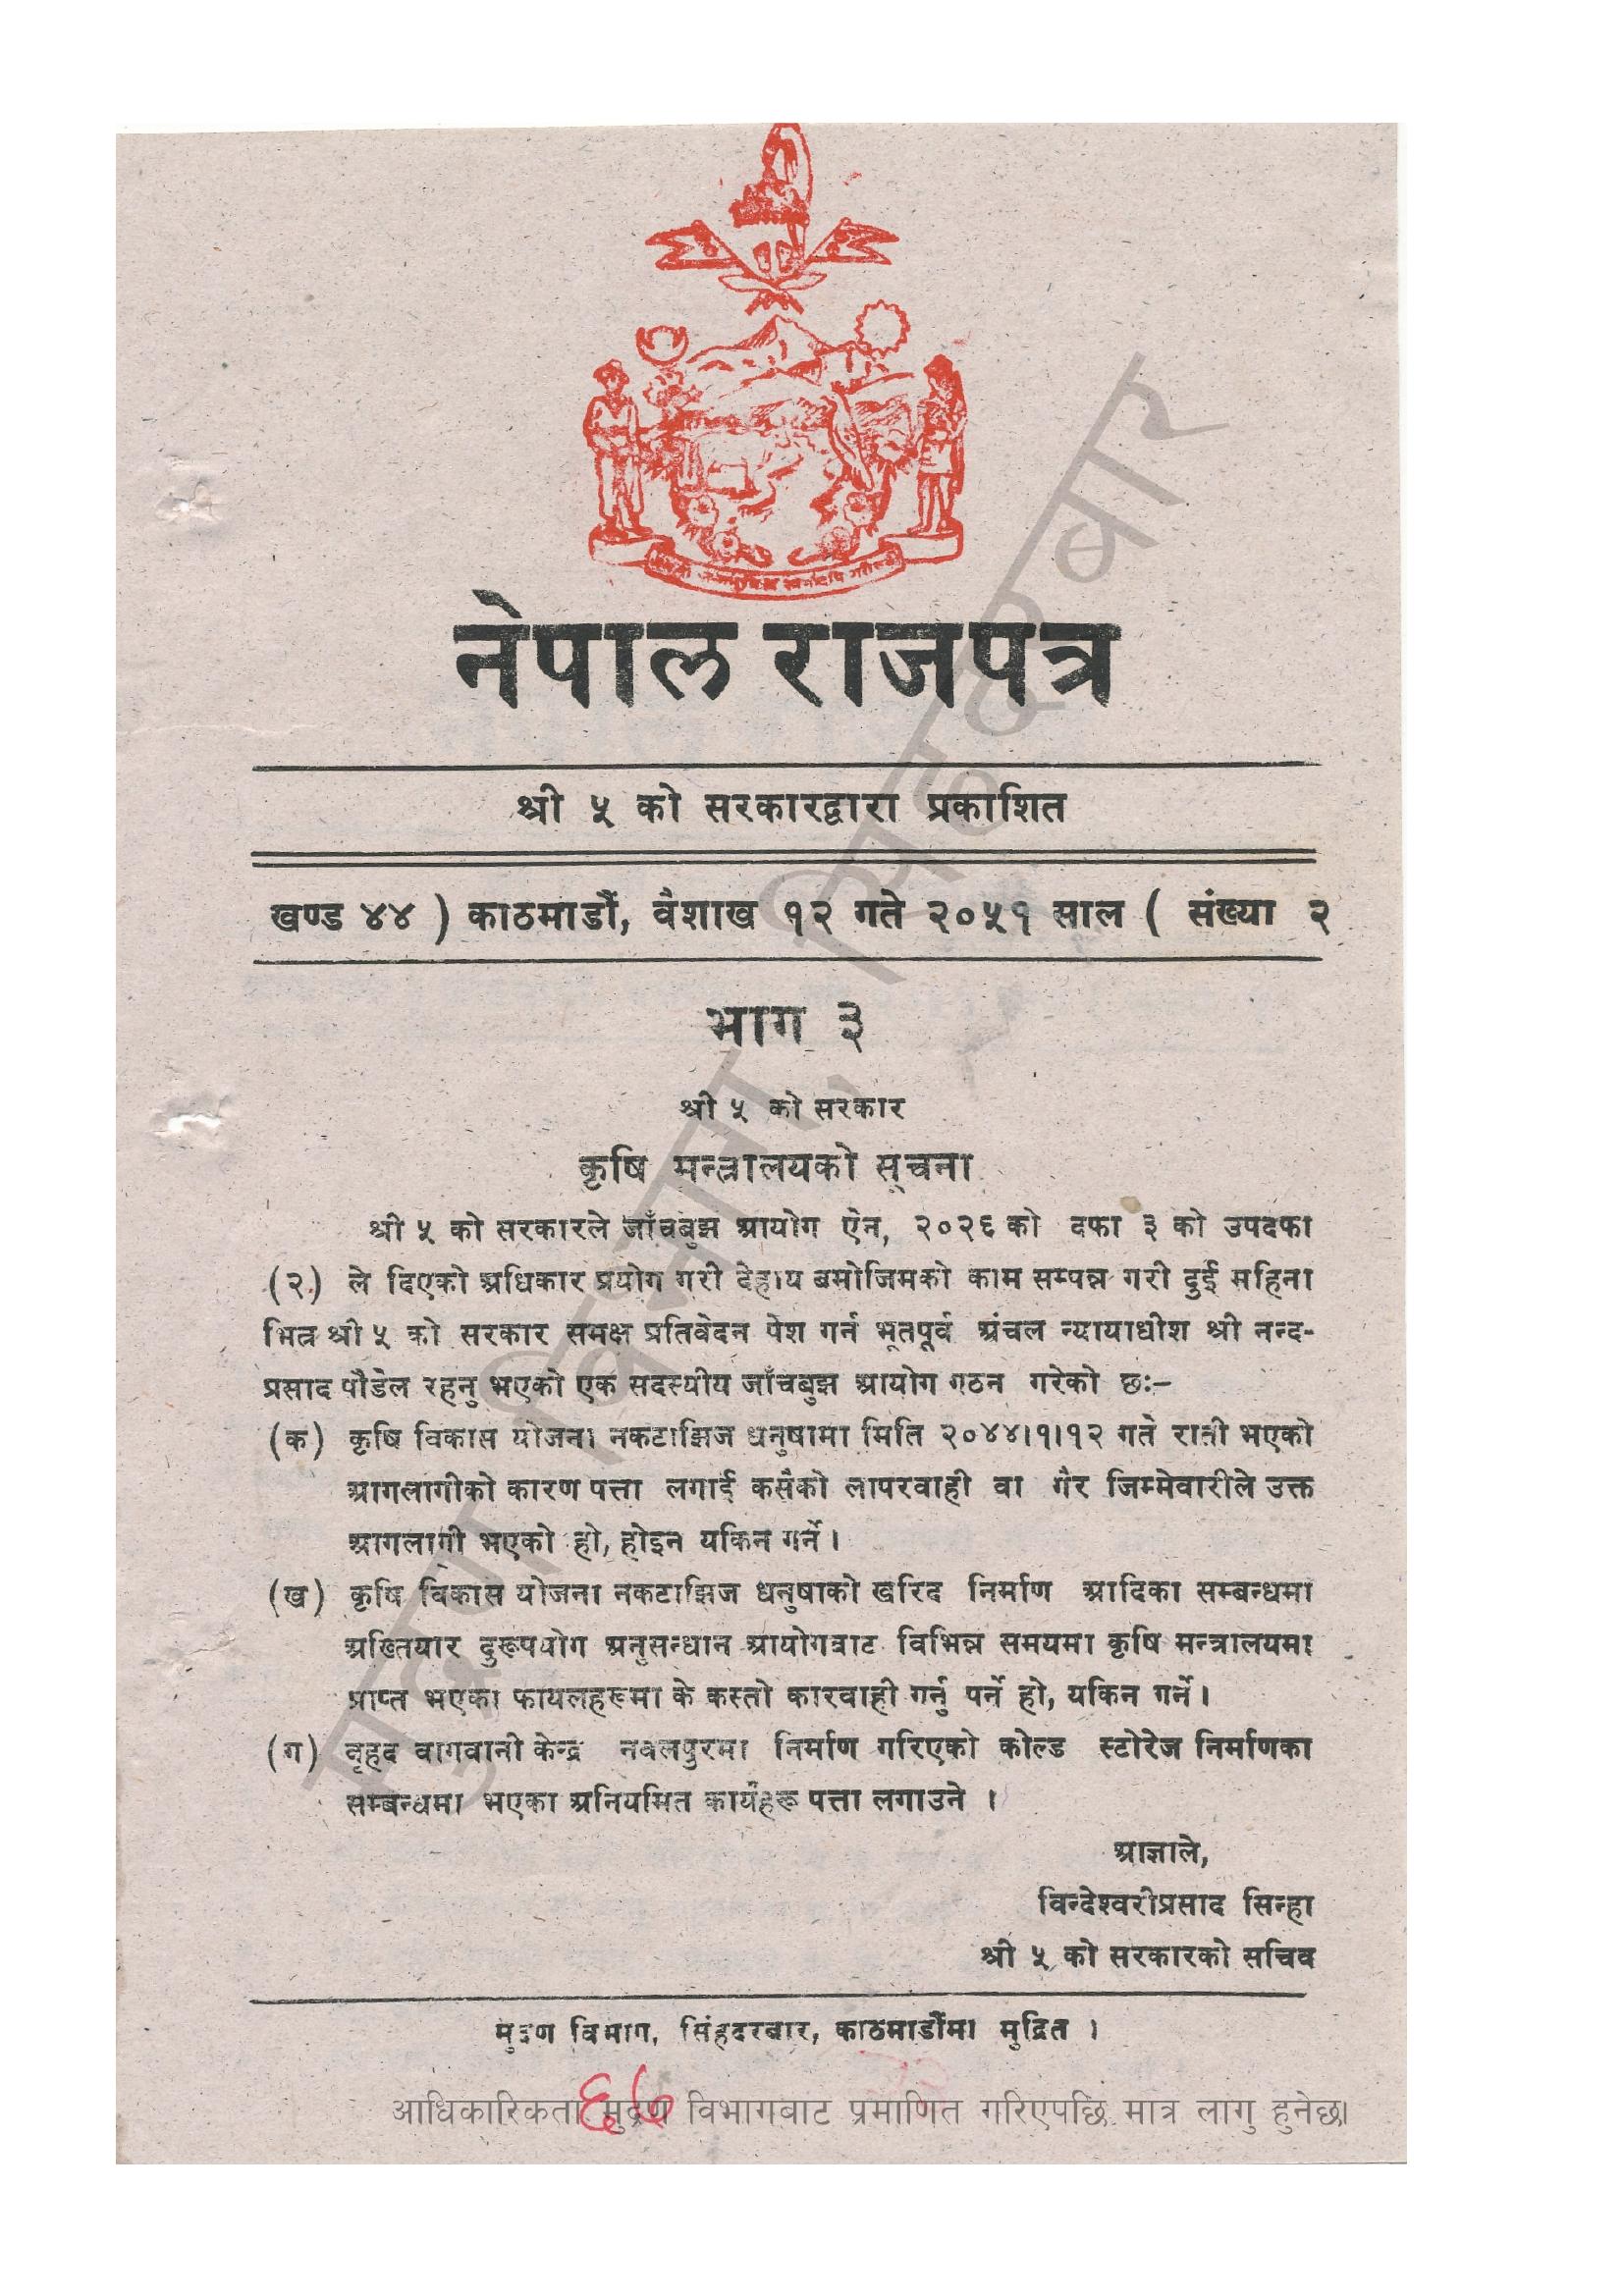 नेपाल राजपत्र
श्री ५ को सरकारद्वारा प्रकाशित
खण्ड ४४ ) काठमाडौं, वैशाख १२ गते २०५१ साल ( संख्या २
भाग ३
श्री ५ को सरकार
कृषि मन्त्रालयको सूचना
श्री ५ को सरकारले जाँचबुझ आयोग ऐन, २०२६ को दफा ३ को उपदफा
(२) ले दिएको अधिकार प्रयोग गरी देहाय बमोजिमको काम सम्पन्न गरी दुई महिना
भित्र श्री ५ को सरकार समक्ष प्रतिवेदन पेश गर्न भूतपूर्व अंचल न्यायाधीश श्री नन्द-
प्रसाद पौडेल रहनु भएको एक सदस्यीय जाँचबुझ आयोग गठन गरेको छः–
(क) कृषि विकास योजना नकटाझिज धनुषामा मिति २०४४।१।१२ गते राती भएको
आगलागीको कारण पत्ता लगाई कसैको लापरवाही वा गैर जिम्मेवारीले उक्त
आगलागी भएको हो, होइन यकिन गर्ने।
(ख) कृषि विकास योजना नकटाझिज धनुषाको खरिद निर्माण आदिका सम्बन्धमा
अख्तियार दुरूपयोग अनुसन्धान आयोगबाट विभिन्न समयमा कृषि मन्त्रालयमा
प्राप्त भएका फायलहरूमा के कस्तो कारवाही गर्नु पर्ने हो, यकिन गर्ने।
(ग) बृहद बागवानी केन्द्र नवलपुरमा निर्माण गरिएको कोल्ड स्टोरेज निर्माणका
सम्बन्धमा भएका अनियमित कार्यहरू पत्ता लगाउने ।
आज्ञाले,
विन्देश्वरीप्रसाद सिन्हा
श्री ५ को सरकारको सचिव
मुद्रण विभाग, सिंहदरबार, काठमाडौंमा मुद्रित ।
६७
आधिकारिकता मुद्रण विभागबाट प्रमाणित गरिएपछि मात्र लागु हुनेछ।
मुद्रण विभाग, सिंहदरबार